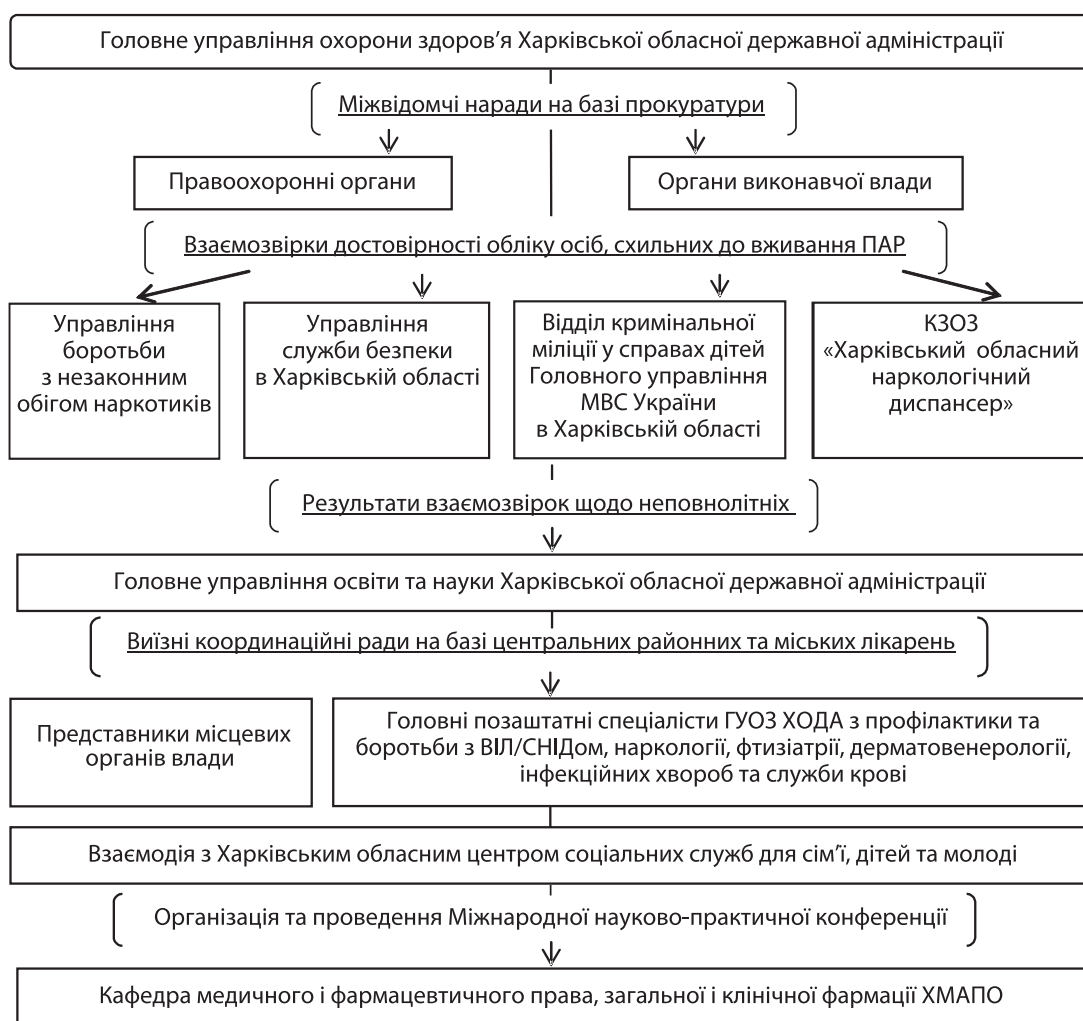 Головне управління охорони здоров’я Харківської обласної державної адміністрації
Міжвідомчі наради на базі прокуратури
Правоохоронні органи
Органи виконавчої влади
Взаємозвірки достовірності обліку осіб, схильних до вживання ПАР
Управління
боротьби
з незаконним
обігом наркотиків
Управління
служби безпеки
в Харківській області
Відділ кримінальної
міліції у справах дітей
Головного управління
МВС України
в Харківській області
КЗОЗ
«Харківський обласний
наркологічний
диспансер»
Результати взаємозвірок щодо неповнолітніх
Головне управління освіти та науки Харківської обласної державної адміністрації
Виїзні координаційні ради на базі центральних районних та міських лікарень
Представники місцевих
органів влади
Головні позаштатні спеціалісти ГУОЗ ХОДА з профілактики та
боротьби з ВІЛ/СНІДом, наркології, фтизіатрії, дерматовенерології,
інфекційних хвороб та служби крові
Взаємодія з Харківським обласним центром соціальних служб для сім’ї, дітей та молоді
Організація та проведення Міжнародної науково-практичної конференції
Кафедра медичного і фармацевтичного права, загальної і клінічної фармації ХМАПО